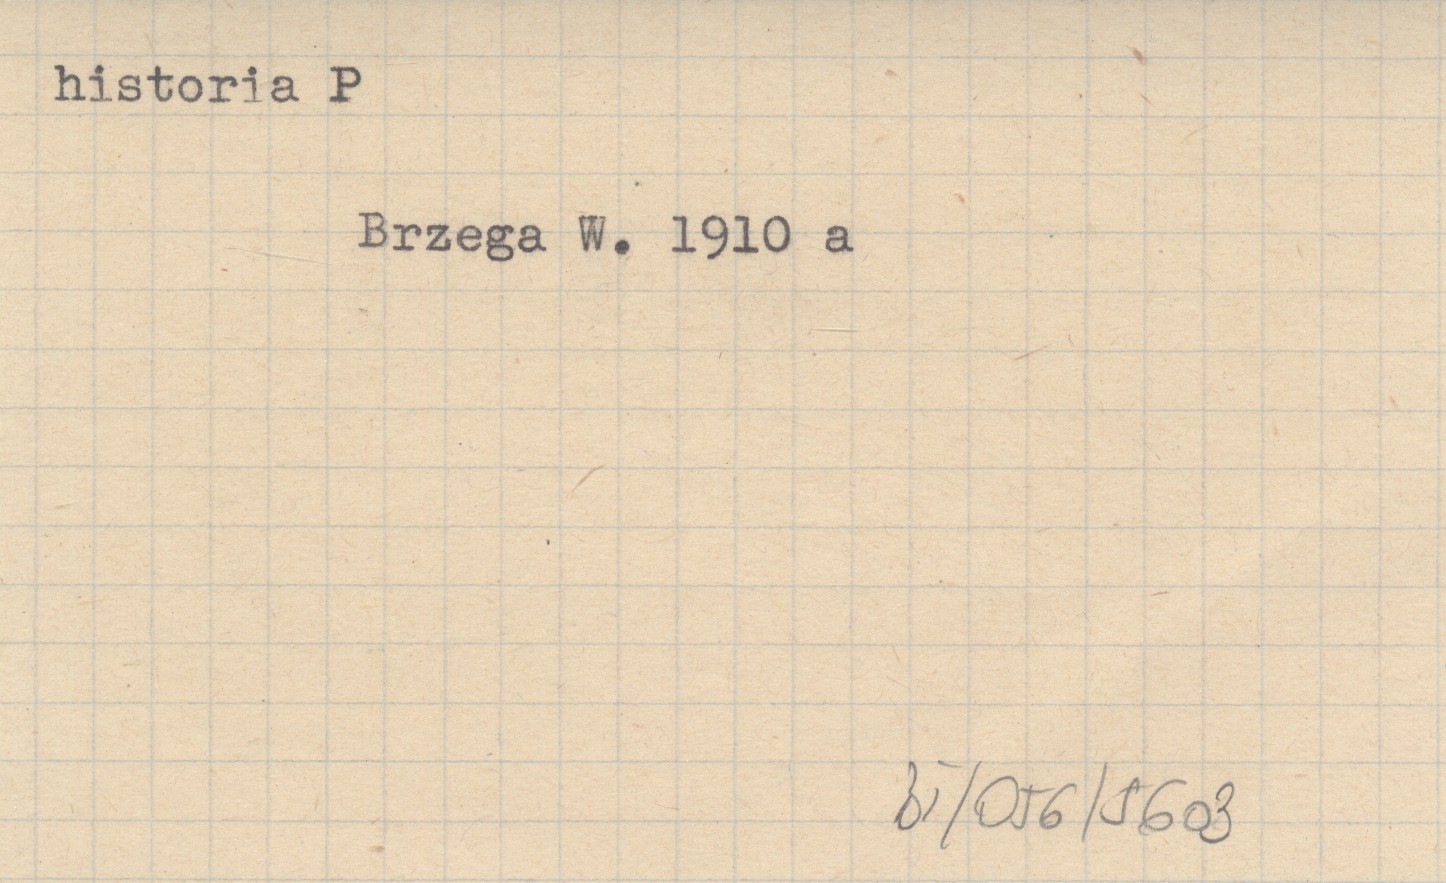 historia P
Brzega W. 1910 a
bi/056/5603